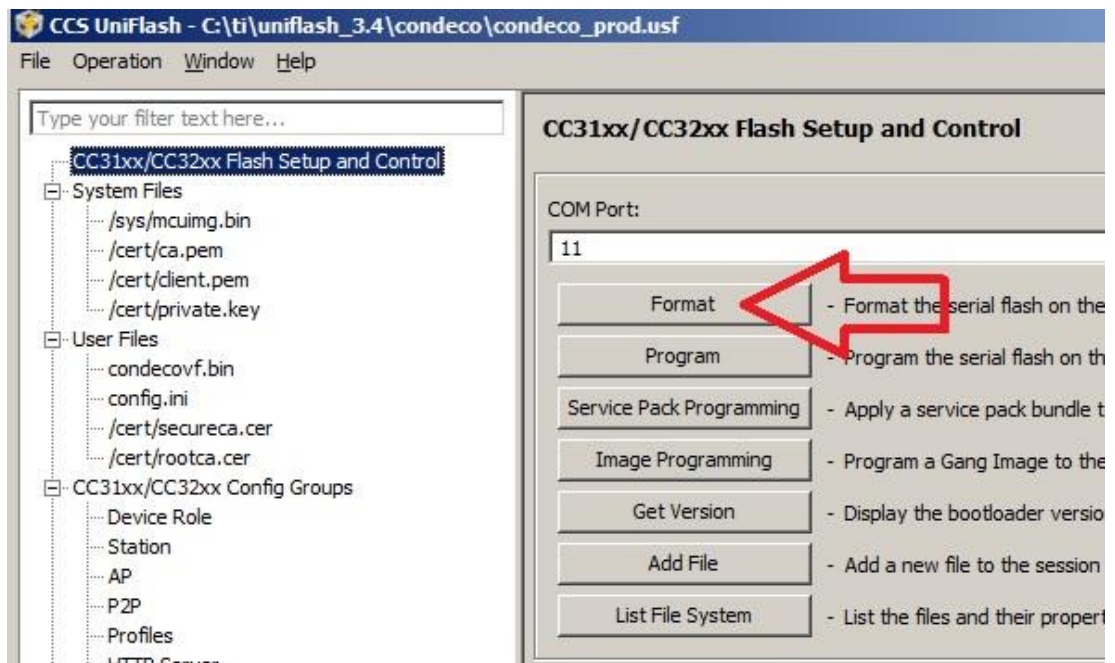 CCS UniFlash - C:\ti\uniflash_3.4\condeco\condeco_prod.usf
File Operation Window Help
Type your filter text here...
CC31xx/CC32xx Flash Setup and Control
System Files
/sys/mcuimg.bin
/cert/ca.pem
/cert/client.pem
/cert/private.key
User Files
condecovf.bin
config.ini
/cert/secureca.cer
/cert/rootca.cer
CC31xx/CC32xx Config Groups
Device Role
Station
AP
P2P
Profiles
HTTP Server
CC31xx/CC32xx Flash Setup and Control
COM Port:
11
Format - Format the serial flash on the
Program - Program the serial flash on th
Service Pack Programming - Apply a service pack bundle t
Image Programming - Program a Gang Image to the
Get Version - Display the bootloader versio
Add File - Add a new file to the session
List File System - List the files and their propert